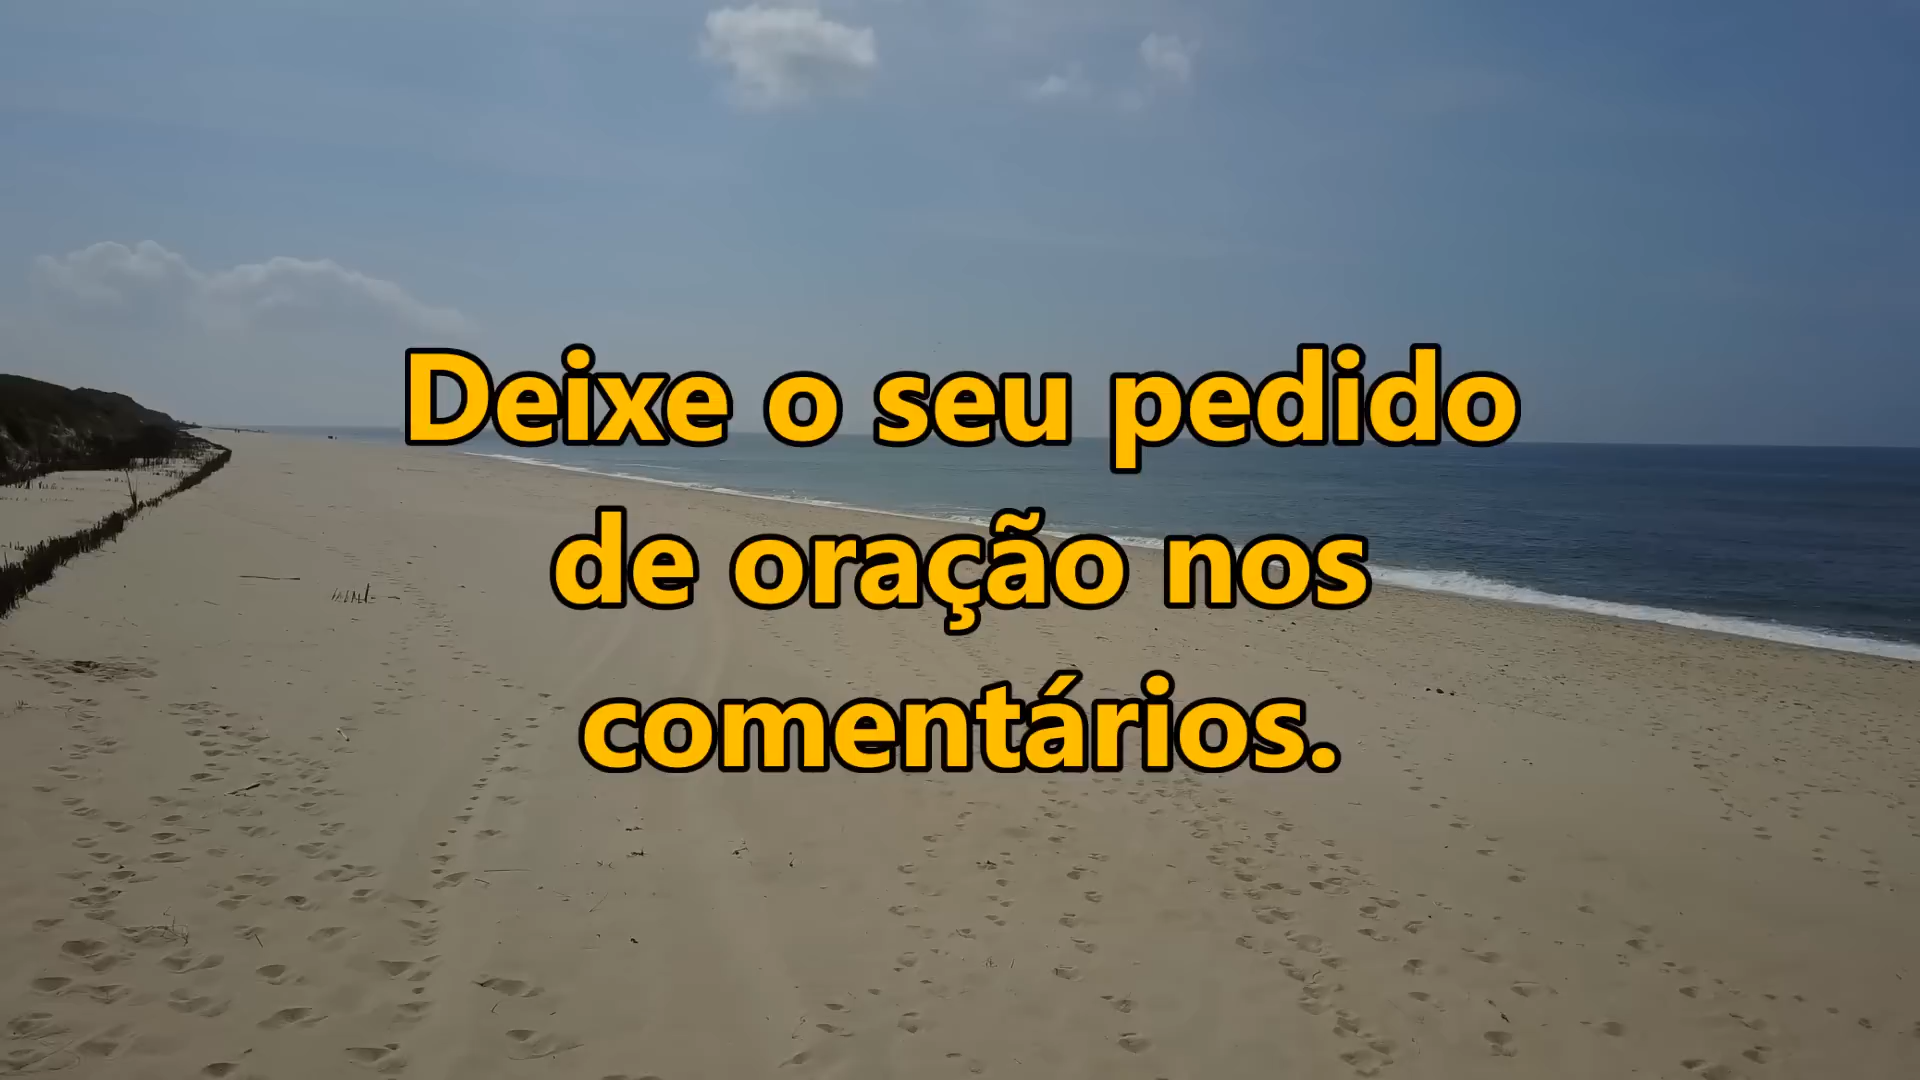 Deixe o seu pedido
de oração nos
comentários.